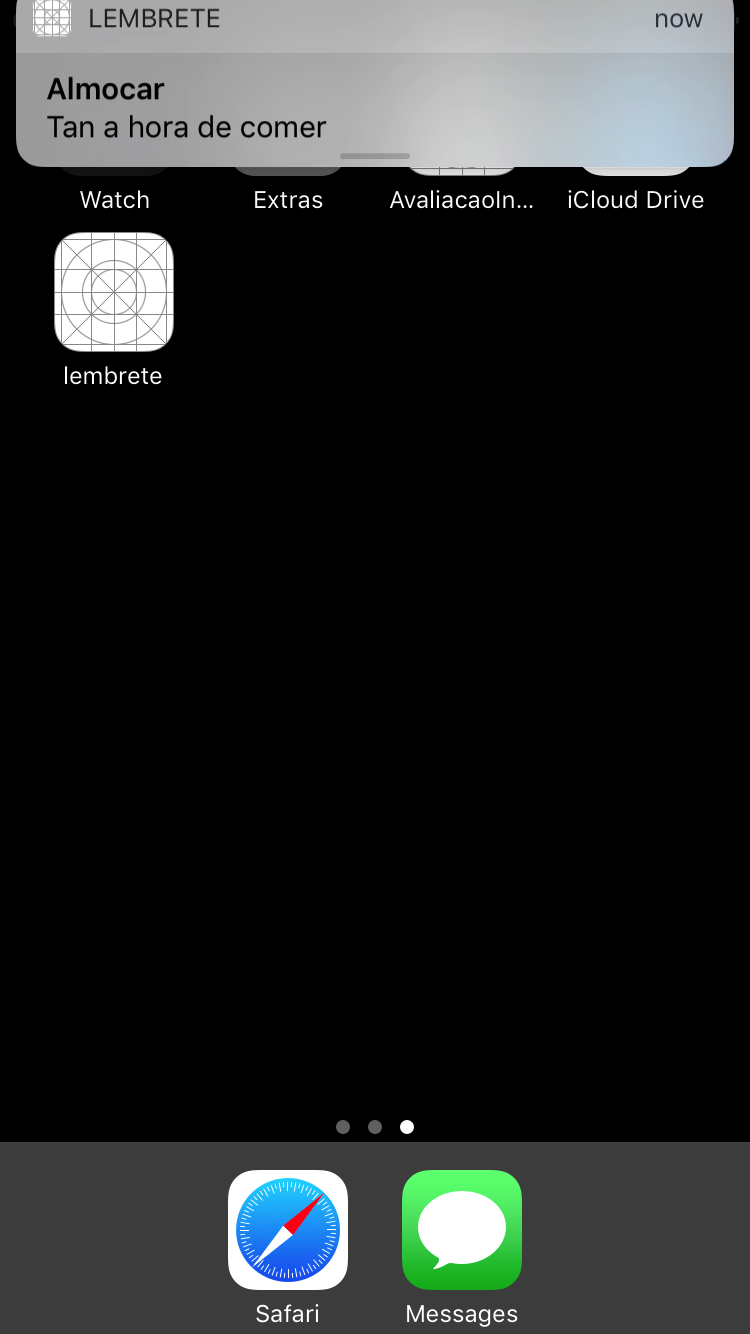 LEMBRETE now
Almocar
Tan a hora de comer
Watch Extras AvaliacaoIn... iCloud Drive
lembrete
Safari Messages